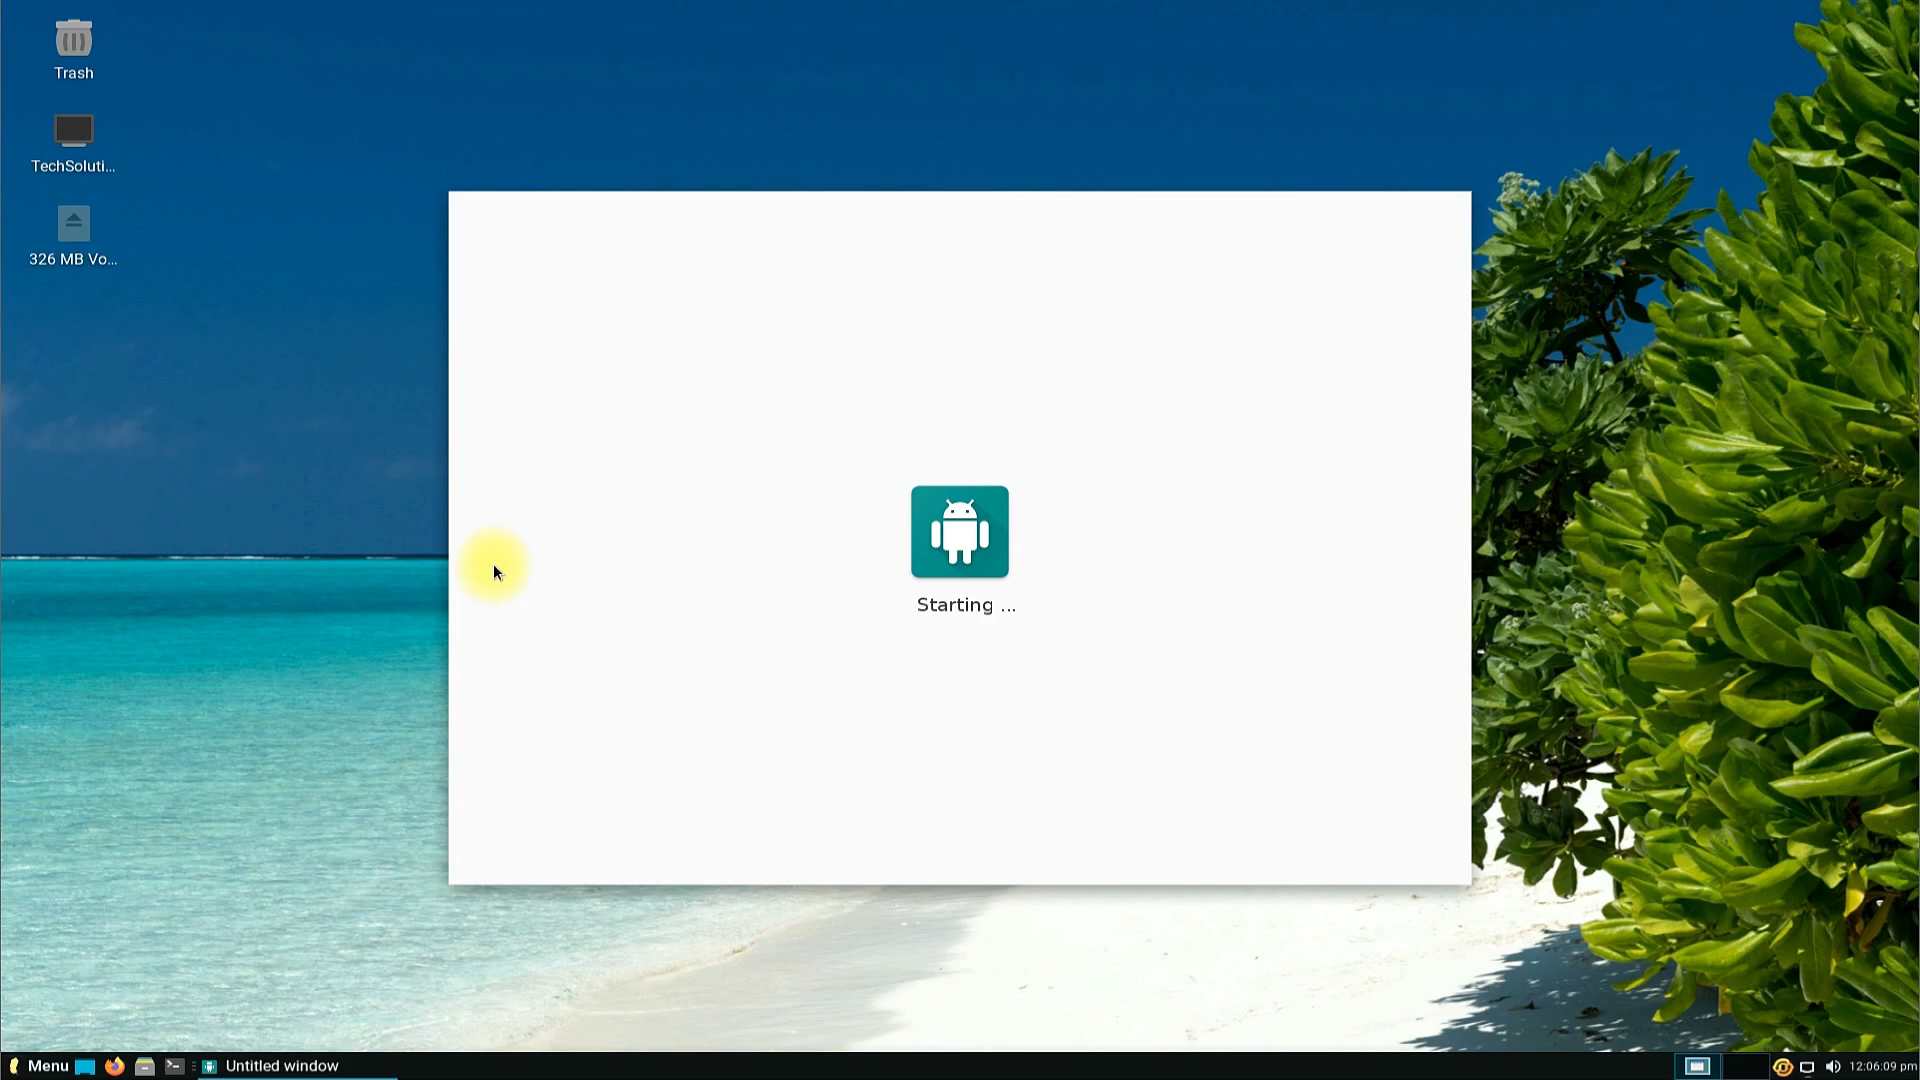 Trash
TechSoluti...
326 MB Vo...
Starting ...
Menu
Untitled window
12:06:09 pm